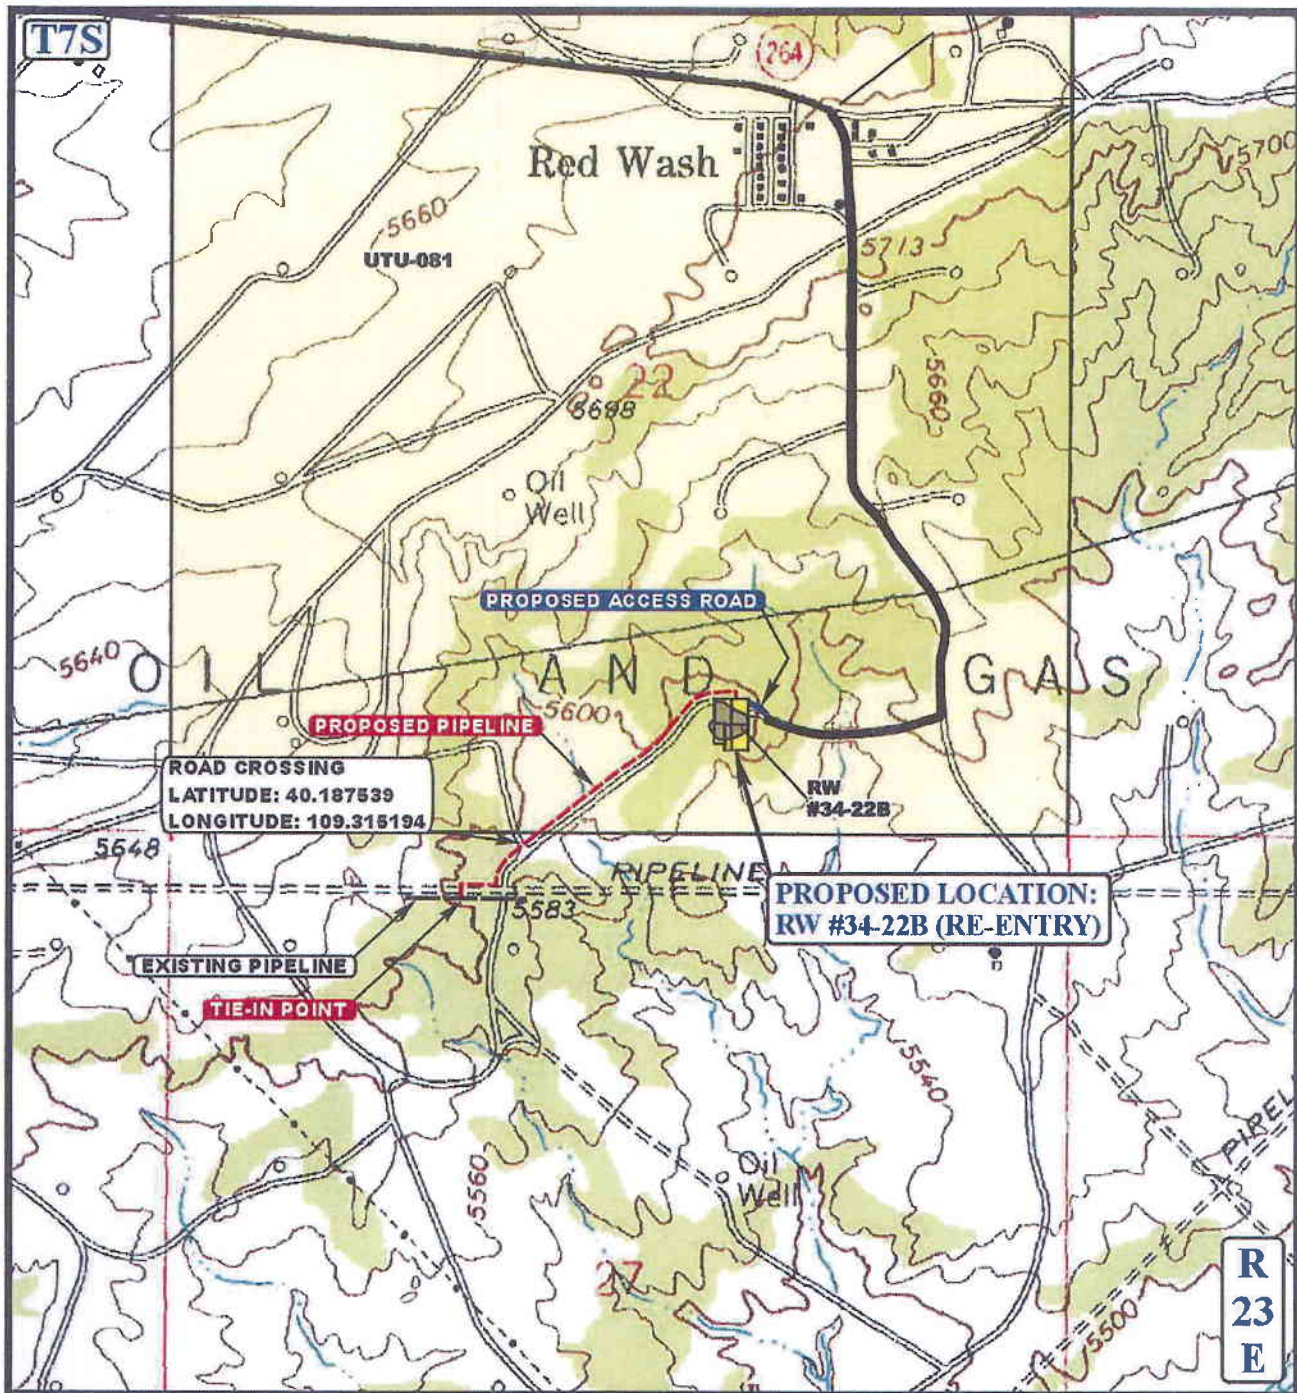 T7S
264
Red Wash
5700
5660
UTU-081
5713
22
5660
5698
Oil
Well
PROPOSED ACCESS ROAD
5640
OIL AND GAS
5600
PROPOSED PIPELINE
ROAD CROSSING
LATITUDE: 40.187539
LONGITUDE: 109.315194
RW
#34-22B
5648
PIPELINE
PROPOSED LOCATION:
RW #34-22B (RE-ENTRY)
5583
EXISTING PIPELINE
TIE-IN POINT
5540
PIPEL
Oil
Well
5560
27
5500
R
23
E